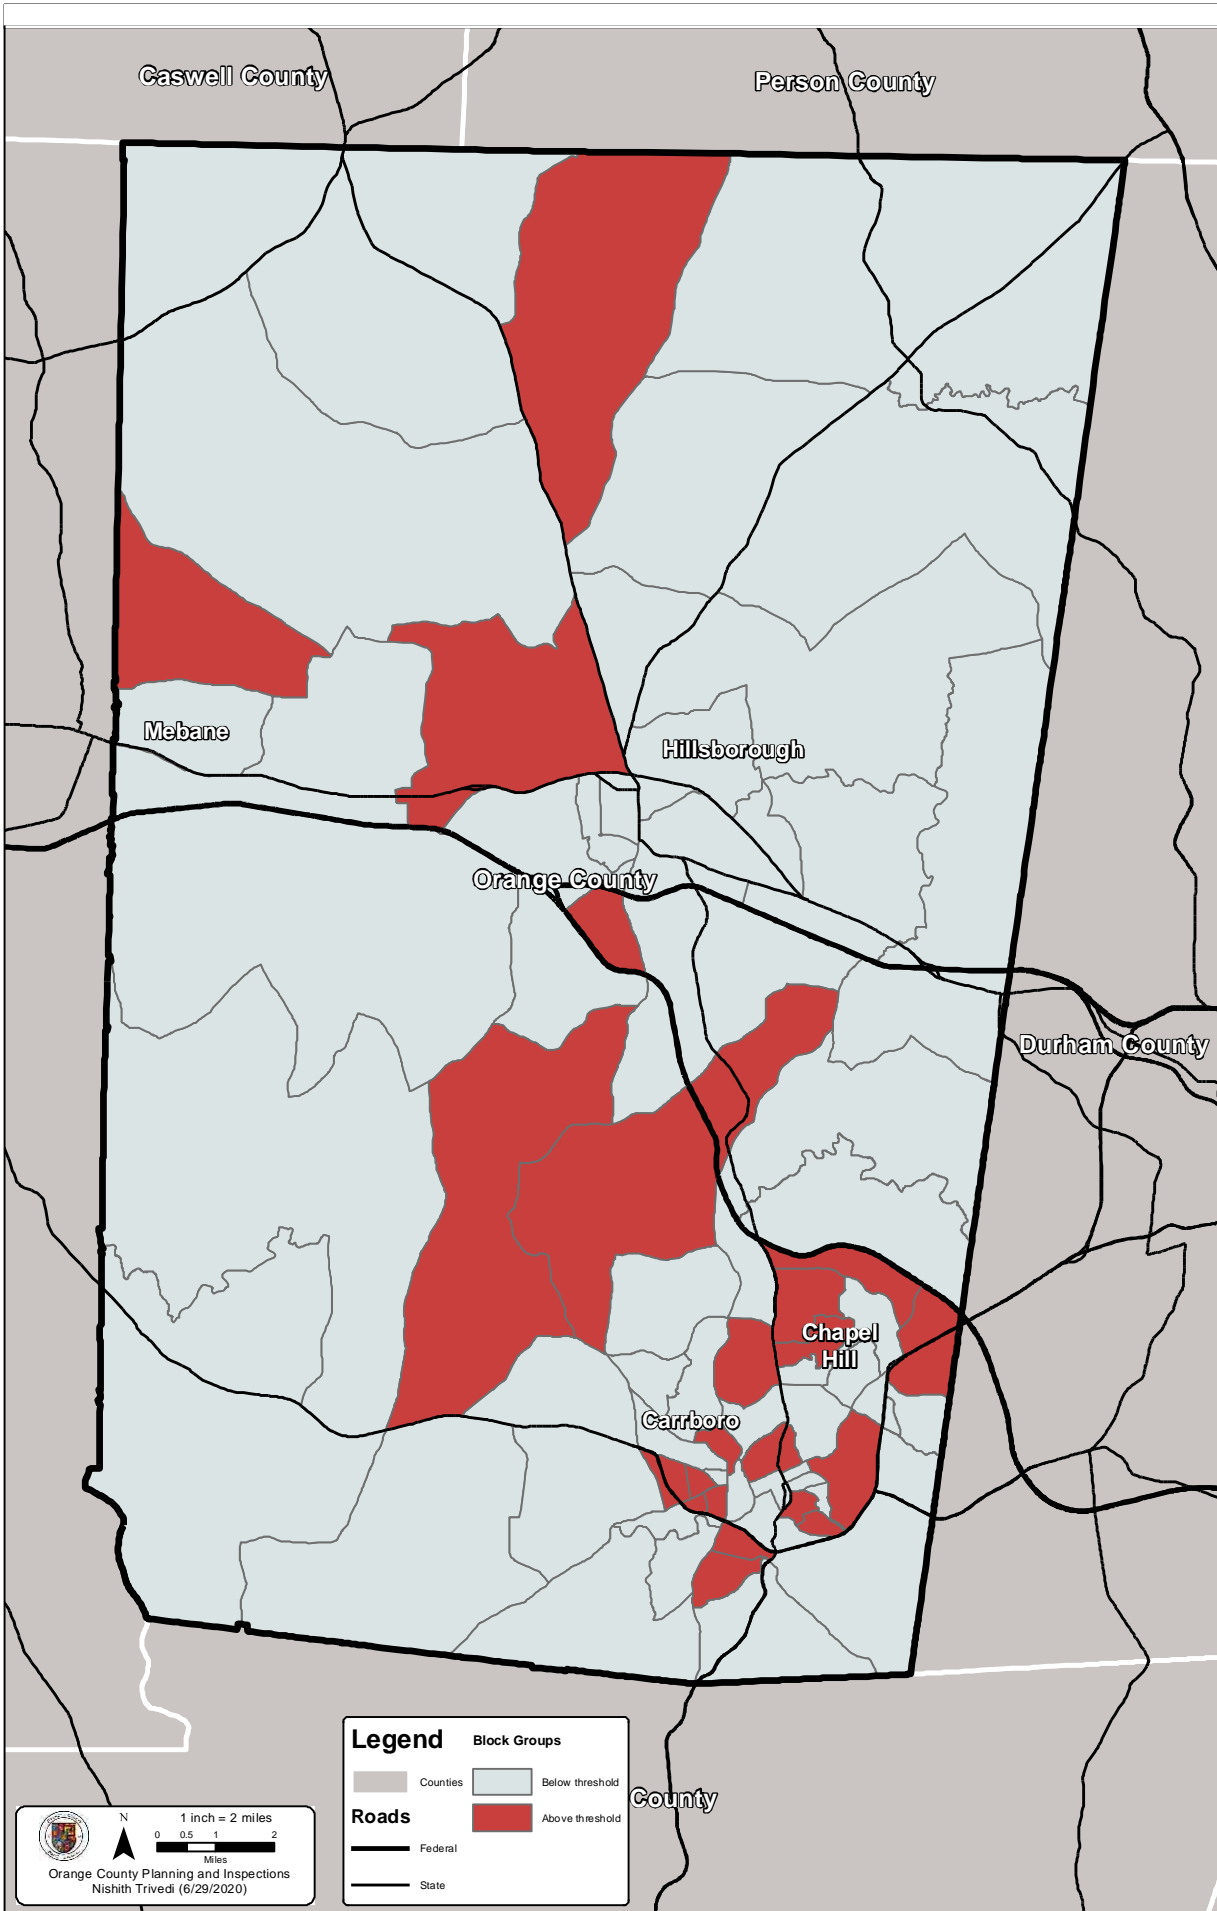 Caswell County
Person County
Mebane
Hillsborough
Orange County
Durham County
Chapel
Hill
Carrboro
County
Legend
Block Groups
Counties
Below threshold
Roads
Above threshold
Federal
State
N
1 inch = 2 miles
0 0.5 1 2
Miles
Orange County Planning and Inspections
Nishith Trivedi (6/29/2020)